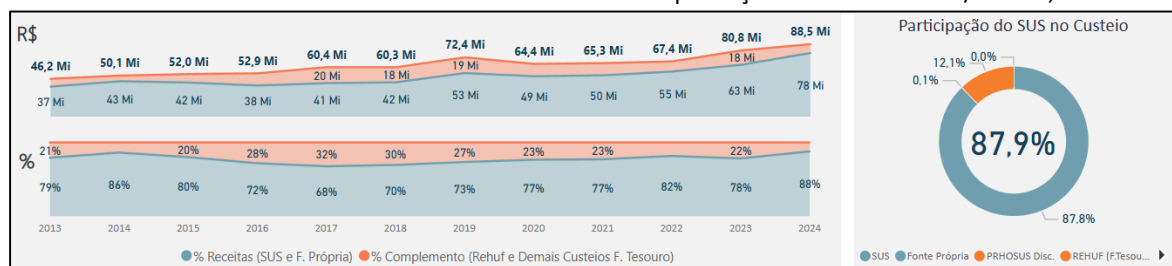 R$
46,2 Mi 50,1 Mi 52,0 Mi 52,9 Mi 60,4 Mi 60,3 Mi 72,4 Mi 64,4 Mi 65,3 Mi 67,4 Mi 80,8 Mi 88,5 Mi
20 Mi 18 Mi 19 Mi 18 Mi
37 Mi 43 Mi 42 Mi 38 Mi 41 Mi 42 Mi 53 Mi 49 Mi 50 Mi 55 Mi 63 Mi 78 Mi
%
21% 20% 28% 32% 30% 27% 23% 23% 22%
79% 86% 80% 72% 68% 70% 73% 77% 77% 82% 78% 88%
2013 2014 2015 2016 2017 2018 2019 2020 2021 2022 2023 2024
% Receitas (SUS e F. Própria) % Complemento (Rehuf e Demais Custeios F. Tesouro)
Participação do SUS no Custeio
12,1% 0,0%
0,1%
87,9%
87,8%
SUS Fonte Própria PRHOSUS Disc. REHUF (F.Tesou...